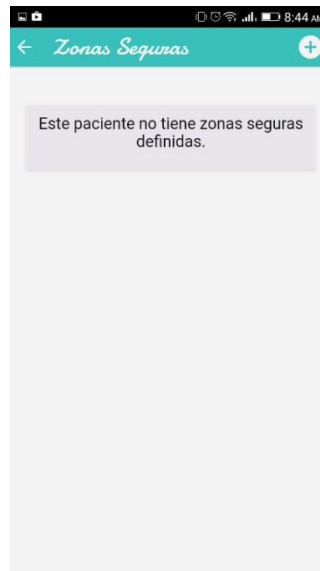 8:44 AM
Zonas Seguras
Este paciente no tiene zonas seguras
definidas.